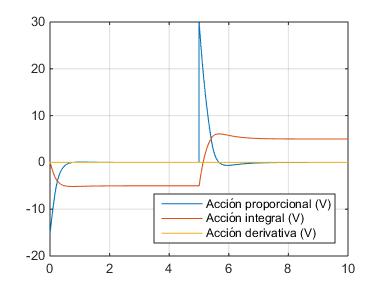 30
20
10
0
-10
-20
Acción proporcional (V)
Acción integral (V)
Acción derivativa (V)
0 2 4 6 8 10